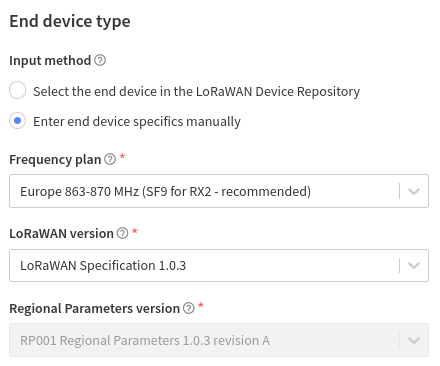 End device type
Input method
Select the end device in the LoRaWAN Device Repository
Enter end device specifics manually
Frequency plan *
Europe 863-870 MHz (SF9 for RX2 - recommended)
LoRaWAN version *
LoRaWAN Specification 1.0.3
Regional Parameters version *
RP001 Regional Parameters 1.0.3 revision A